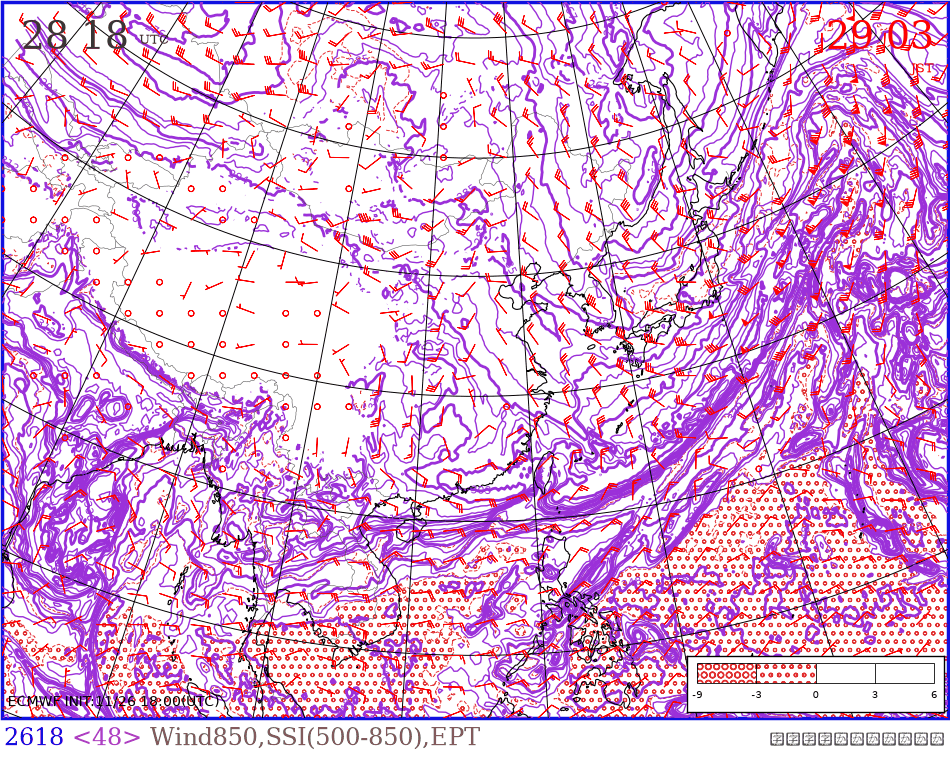 28 18 UTC 29 03 JST
ECMWF INIT:11/26 18:00(UTC)
-9 -3 0 3 6
2618 <48> Wind850,SSI(500-850),EPT